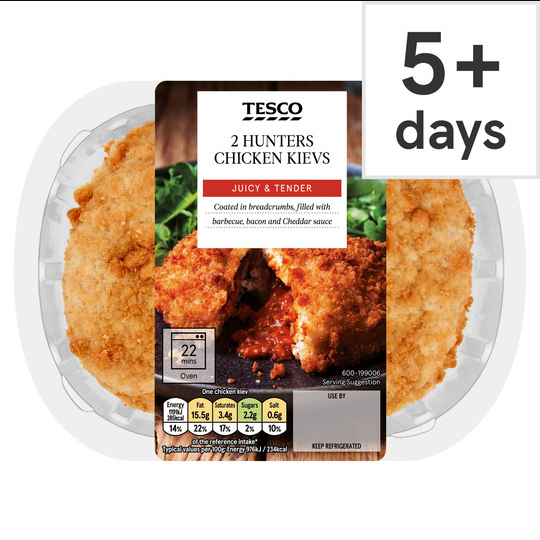 5+
days
TESCO
2 HUNTERS
CHICKEN KIEVS
JUICY & TENDER
Coated in breadcrumbs, filled with
barbecue, bacon and Cheddar sauce
22
mins
Oven
600-199006
Serving Suggestion
One chicken kiev
Energy 1191kJ 285kcal 14%
Fat 15.5g 22%
Saturates 3.4g 17%
Sugars 2.2g 2%
Salt 0.6g 10%
of the reference intake*
Typical values per 100g: Energy 976kJ / 234kcal
USE BY
KEEP REFRIGERATED